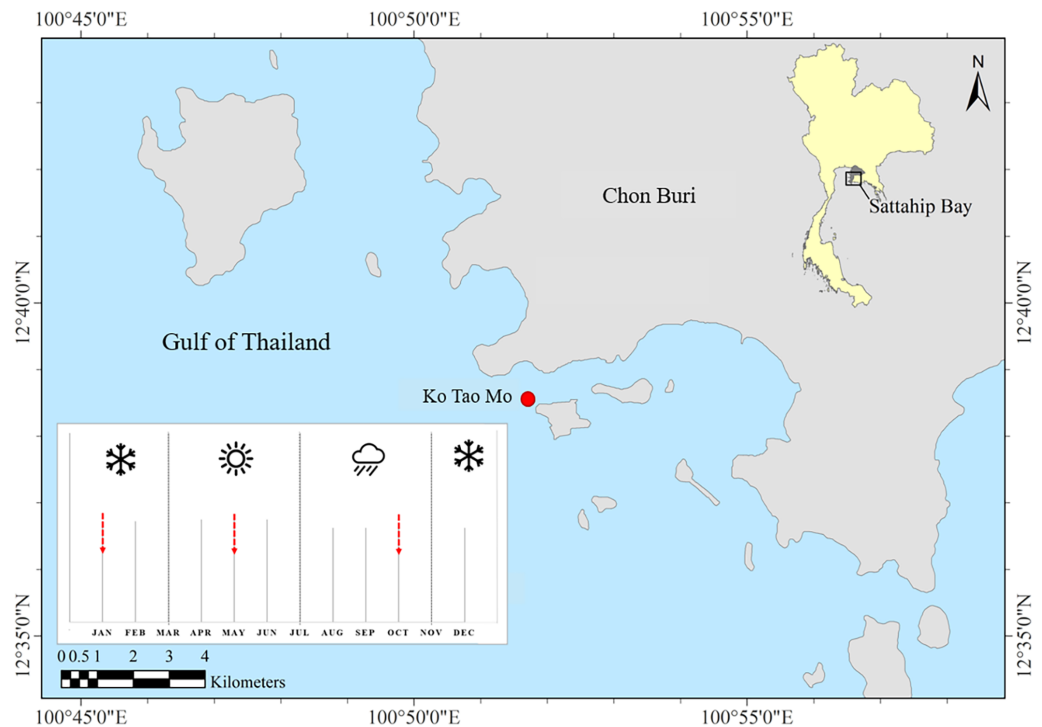 100°45'0"E 100°50'0"E 100°55'0"E
N
Chon Buri
Sattahip Bay
12°40'0"N 12°40'0"N
Gulf of Thailand
Ko Tao Mo
JAN FEB MAR APR MAY JUN JUL AUG SEP OCT NOV DEC
12°35'0"N 12°35'0"N
0 0.5 1 2 3 4
Kilometers
100°45'0"E 100°50'0"E 100°55'0"E